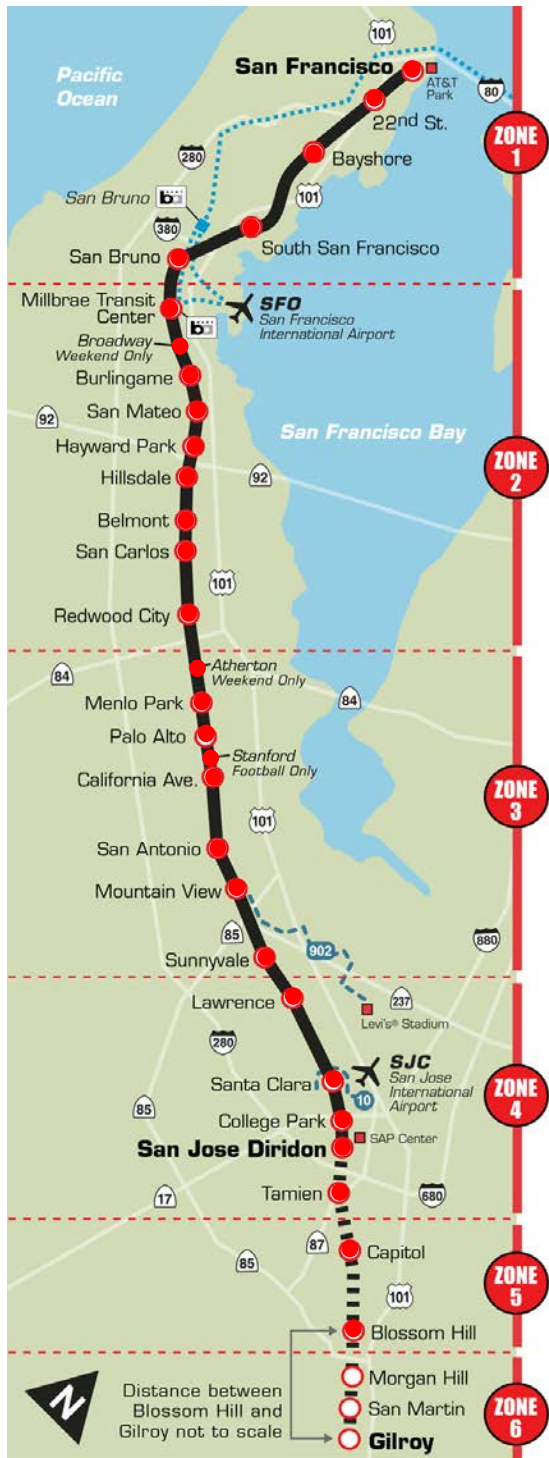 101
Pacific
Ocean
San Francisco
AT&T
Park
80
22nd St.
ZONE
1
280
Bayshore
San Bruno
ba
101
380
South San Francisco
San Bruno
Millbrae Transit
Center
ba
SFO
San Francisco
International Airport
Broadway
Weekend Only
Burlingame
San Mateo
92
San Francisco Bay
Hayward Park
ZONE
2
Hillsdale
92
Belmont
San Carlos
101
Redwood City
Atherton
Weekend Only
84
Menlo Park
84
Palo Alto
Stanford
Football Only
California Ave.
ZONE
3
101
San Antonio
Mountain View
85
902
880
Sunnyvale
Lawrence
237
Levi's® Stadium
280
SJC
San Jose
International
Airport
Santa Clara
10
85
College Park
ZONE
4
San Jose Diridon
SAP Center
17
Tamien
680
87
Capitol
85
101
ZONE
5
Blossom Hill
Morgan Hill
N
Distance between
Blossom Hill and
Gilroy not to scale
San Martin
Gilroy
ZONE
6